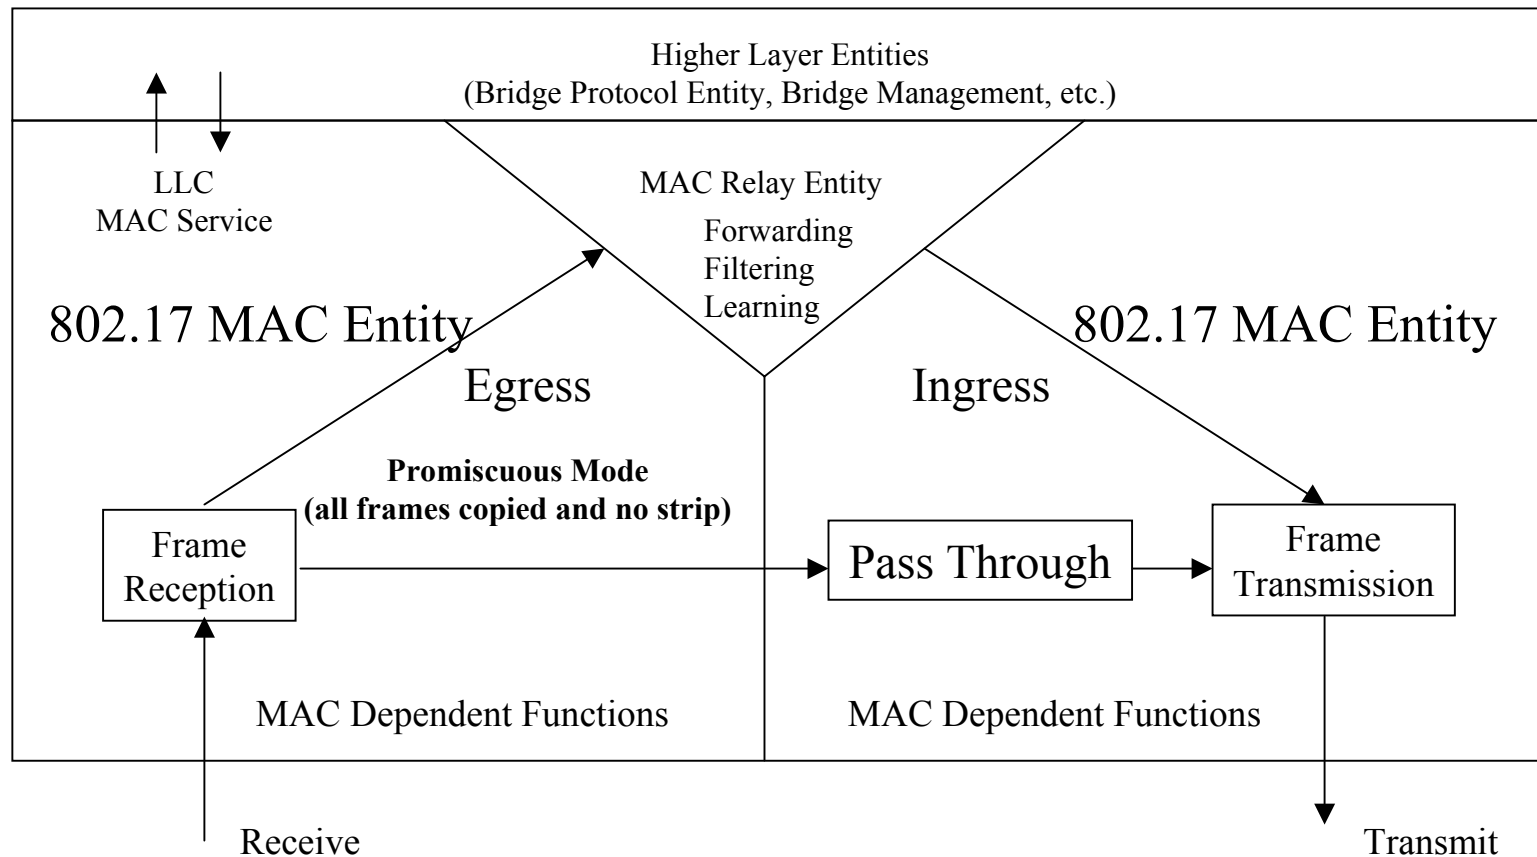 Higher Layer Entities
(Bridge Protocol Entity, Bridge Management, etc.)
LLC
MAC Service
MAC Relay Entity
Forwarding
Filtering
Learning
802.17 MAC Entity
802.17 MAC Entity
Egress
Ingress
Promiscuous Mode
(all frames copied and no strip)
Frame
Reception
Pass Through
Frame
Transmission
MAC Dependent Functions
MAC Dependent Functions
Receive
Transmit